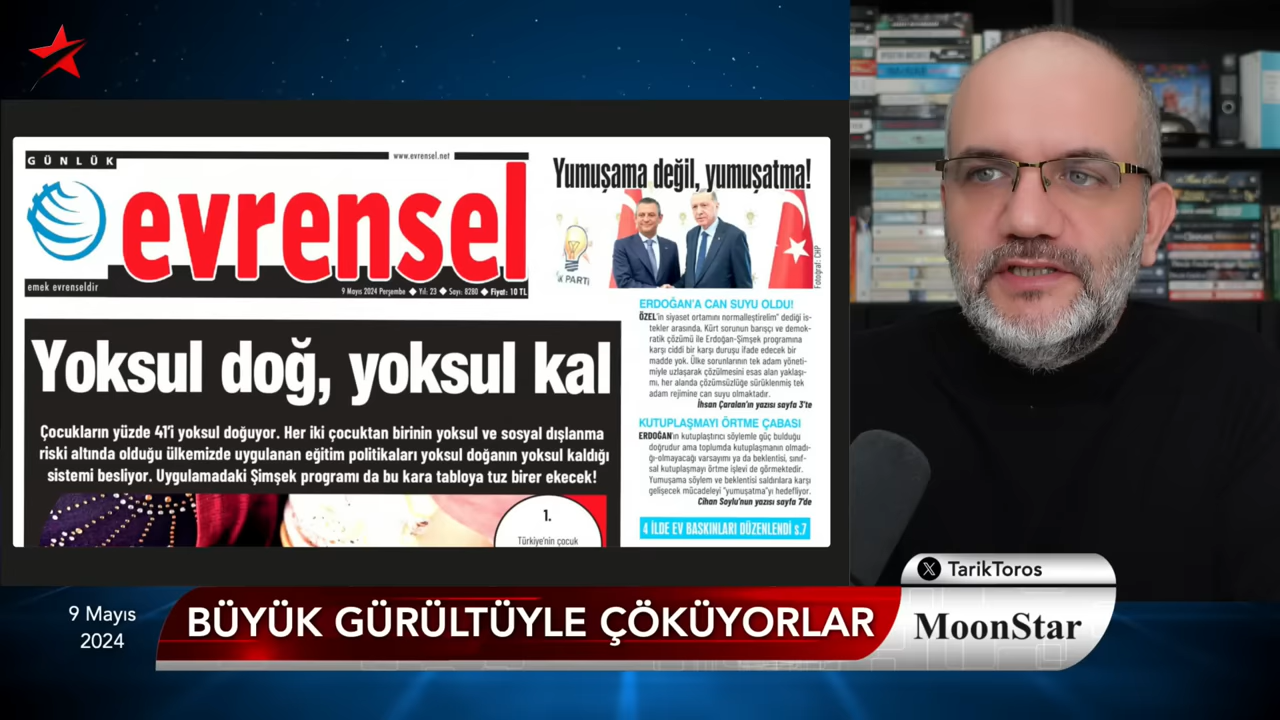 GÜNLÜK
www.evrensel.net
evrensel
emek evrenseldir
9 Mayıs 2024 Perşembe ◆ Yıl: 23 ◆ Sayı: 8280 ◆ Fiyatı: 10 TL
Yumuşama değil, yumuşatma!
AK PARTİ
Fotoğraf: CHP
Yoksul doğ, yoksul kal
Çocukların yüzde 41'i yoksul doğuyor. Her iki çocuktan birinin yoksul ve sosyal dışlanma
riski altında olduğu ülkemizde uygulanan eğitim politikaları yoksul doğanın yoksul kaldığı
sistemi besliyor. Uygulamadaki Şimşek programı da bu kara tabloya tuz birer ekecek!
1.
Türkiye'nin çocuk
ERDOĞAN'A CAN SUYU OLDU!
ÖZEL'in siyaset ortamını normalleştirelim" dediği is-
tekler arasında, Kürt sorunun barışçı ve demok-
ratik çözümü ile Erdoğan-Şimşek programına
karşı ciddi bir karşı duruşu ifade edecek bir
madde yok. Ülke sorunlarının tek adam yöneti-
miyle uzlaşarak çözülmesini esas alan yaklaşı-
mı, her alanda çözümsüzlüğe sürüklenmiş tek
adam rejimine can suyu olmaktadır.
İhsan Çaralan'ın yazısı sayfa 3'te
KUTUPLAŞMAYI ÖRTME ÇABASI
ERDOĞAN'ın kutuplaştırıcı söylemle güç bulduğu
doğrudur ama toplumda kutuplaşmanın olmadı-
ğı-olmayacağı varsayımı ya da beklentisi, sınıf-
sal kutuplaşmayı örtme işlevi de görmektedir.
Yumuşama söylem ve beklentisi saldırılara karşı
gelişecek mücadeleyi "yumuşatma"yı hedefliyor.
Cihan Soylu'nun yazısı sayfa 7'de
4 İLDE EV BASKINLARI DÜZENLENDİ s.7
TarikToros
9 Mayıs
2024
BÜYÜK GÜRÜLTÜYLE ÇÖKÜYORLAR
MoonStar